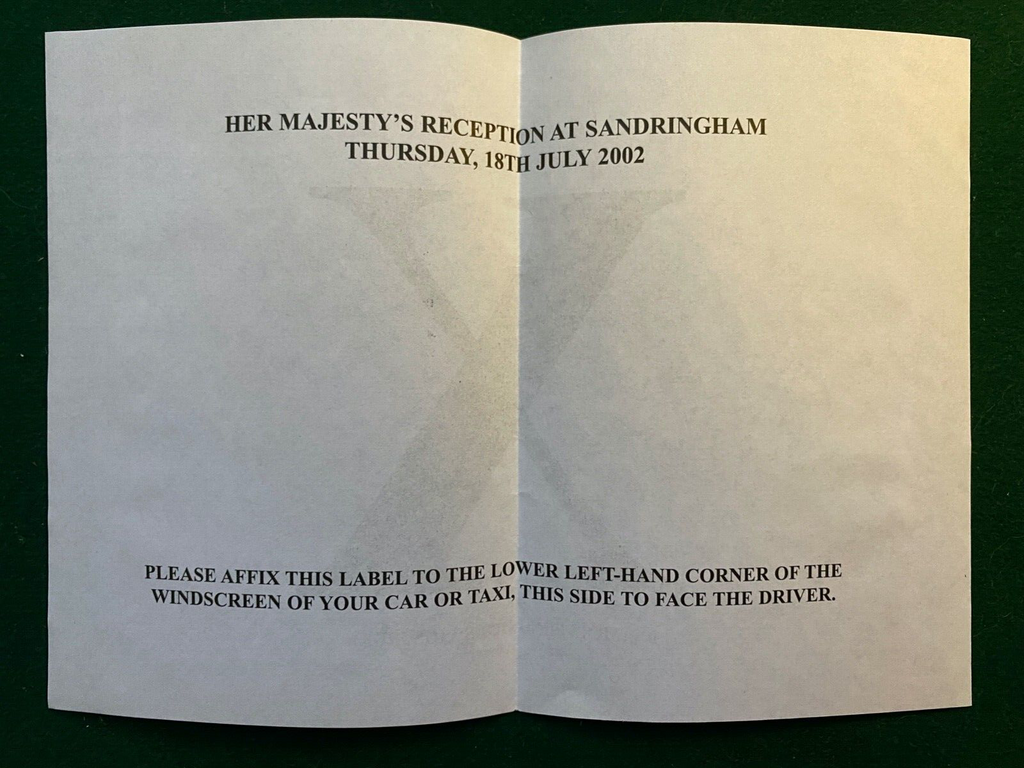 HER MAJESTY'S RECEPTION AT SANDRINGHAM
THURSDAY, 18TH JULY 2002
X
PLEASE AFFIX THIS LABEL TO THE LOWER LEFT-HAND CORNER OF THE
WINDSCREEN OF YOUR CAR OR TAXI, THIS SIDE TO FACE THE DRIVER.